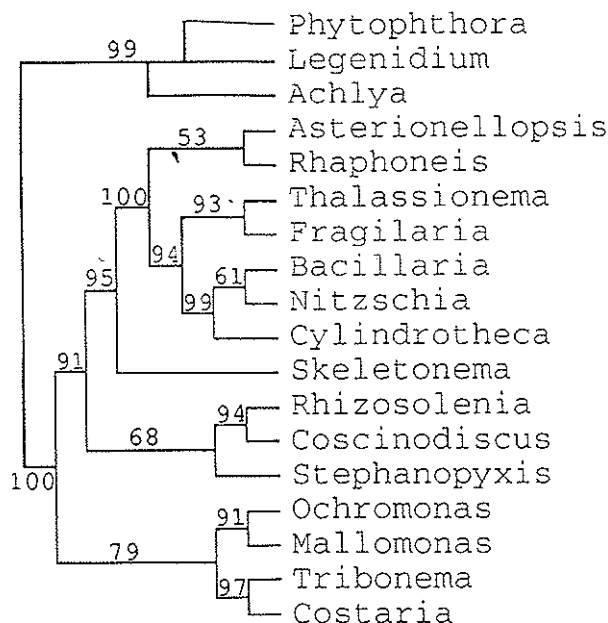 Phytophthora
99
Legenidium
Achlya
Asterionellopsis
53
Rhaphoneis
100
Thalassionema
93
Fragilaria
94
Bacillaria
61
95
Nitzschia
99
Cylindrotheca
91
Skeletonema
Rhizosolenia
94
68
Coscinodiscus
Stephanopyxis
100
Ochromonas
91
79
Mallomonas
Tribonema
97
Costaria